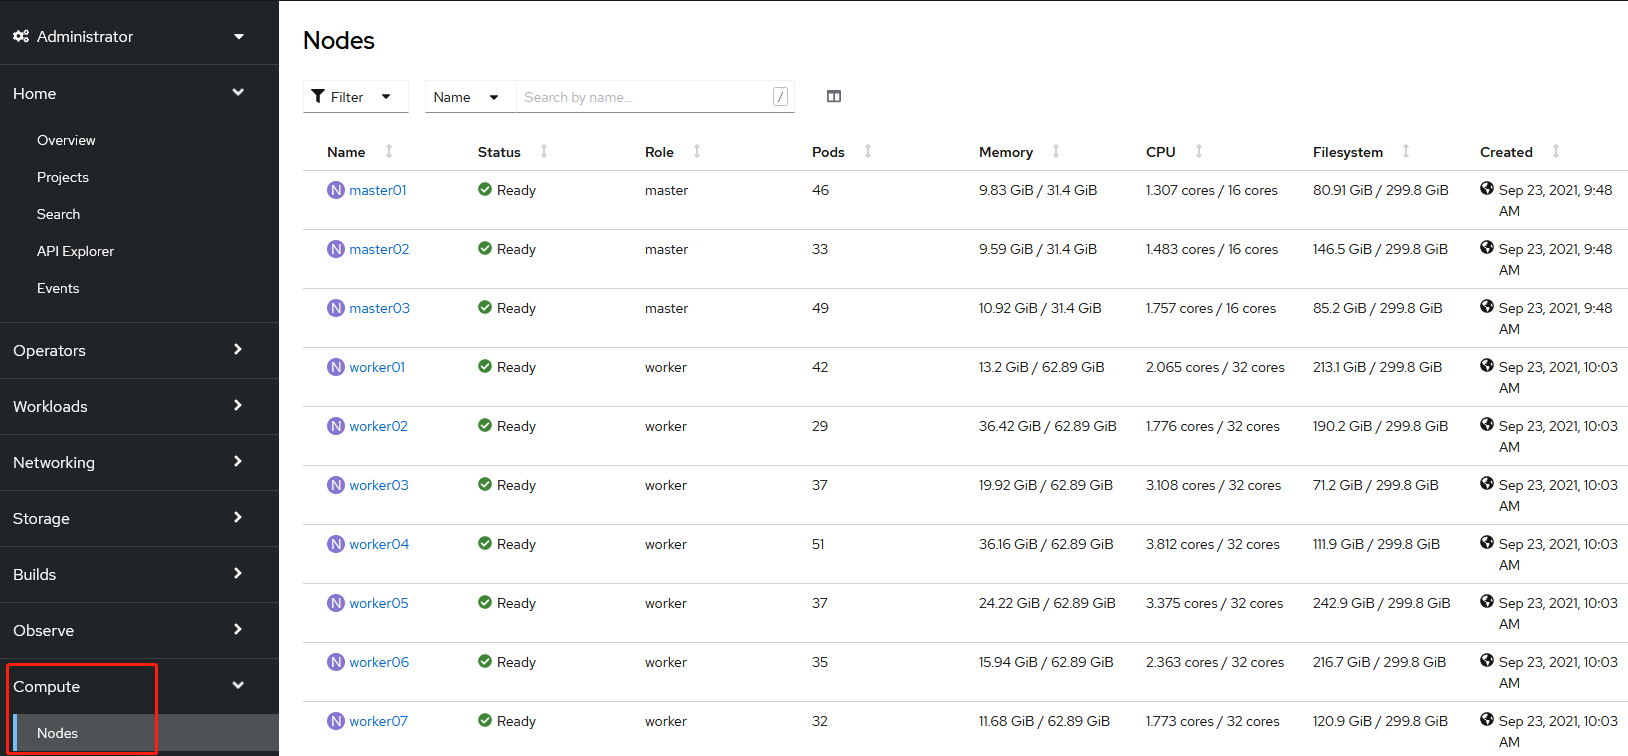 Administrator
Home
Overview
Projects
Search
API Explorer
Events
Operators
Workloads
Networking
Storage
Builds
Observe
Compute
Nodes
Nodes
Filter Name Search by name... /
Name Status Role Pods Memory CPU Filesystem Created
N master01 Ready master 46 9.83 GiB / 31.4 GiB 1.307 cores / 16 cores 80.91 GiB / 299.8 GiB Sep 23, 2021, 9:48
AM
N master02 Ready master 33 9.59 GiB / 31.4 GiB 1.483 cores / 16 cores 146.5 GiB / 299.8 GiB Sep 23, 2021, 9:48
AM
N master03 Ready master 49 10.92 GiB / 31.4 GiB 1.757 cores / 16 cores 85.2 GiB / 299.8 GiB Sep 23, 2021, 9:48
AM
N worker01 Ready worker 42 13.2 GiB / 62.89 GiB 2.065 cores / 32 cores 213.1 GiB / 299.8 GiB Sep 23, 2021, 10:03
AM
N worker02 Ready worker 29 36.42 GiB / 62.89 GiB 1.776 cores / 32 cores 190.2 GiB / 299.8 GiB Sep 23, 2021, 10:03
AM
N worker03 Ready worker 37 19.92 GiB / 62.89 GiB 3.108 cores / 32 cores 71.2 GiB / 299.8 GiB Sep 23, 2021, 10:03
AM
N worker04 Ready worker 51 36.16 GiB / 62.89 GiB 3.812 cores / 32 cores 111.9 GiB / 299.8 GiB Sep 23, 2021, 10:03
AM
N worker05 Ready worker 37 24.22 GiB / 62.89 GiB 3.375 cores / 32 cores 242.9 GiB / 299.8 GiB Sep 23, 2021, 10:03
AM
N worker06 Ready worker 35 15.94 GiB / 62.89 GiB 2.363 cores / 32 cores 216.7 GiB / 299.8 GiB Sep 23, 2021, 10:03
AM
N worker07 Ready worker 32 11.68 GiB / 62.89 GiB 1.773 cores / 32 cores 120.9 GiB / 299.8 GiB Sep 23, 2021, 10:03
AM